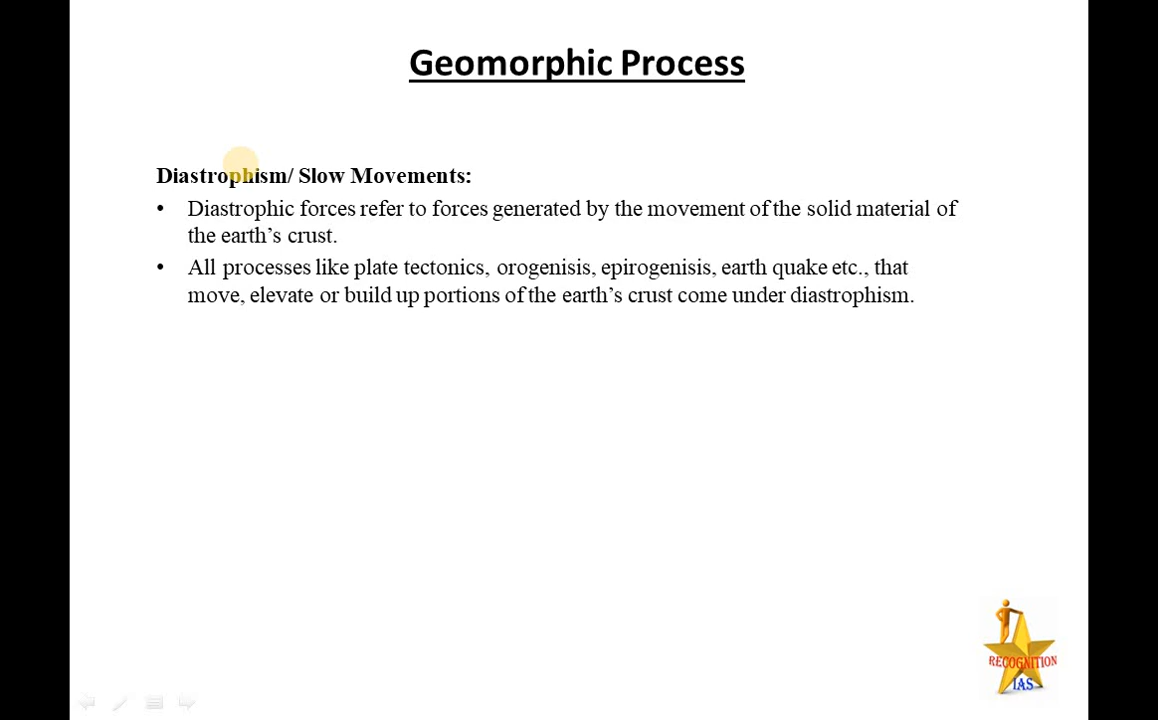 Geomorphic Process
Diastrophism/ Slow Movements:
• Diastrophic forces refer to forces generated by the movement of the solid material of
the earth's crust.
• All processes like plate tectonics, orogenisis, epirogenisis, earth quake etc., that
move, elevate or build up portions of the earth's crust come under diastrophism.
RECOGNITION
IAS